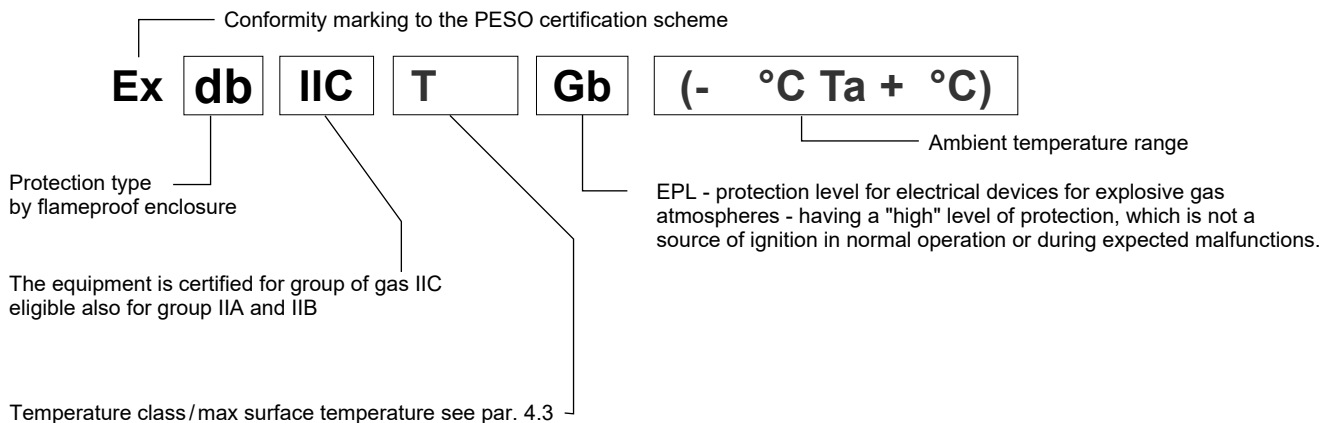 Conformity marking to the PESO certification scheme
Ex db IIC T Gb (- °C Ta + °C)
Ambient temperature range
Protection type
by flameproof enclosure
EPL - protection level for electrical devices for explosive gas
atmospheres - having a "high" level of protection, which is not a
source of ignition in normal operation or during expected malfunctions.
The equipment is certified for group of gas IIC
eligible also for group IIA and IIB
Temperature class/max surface temperature see par. 4.3